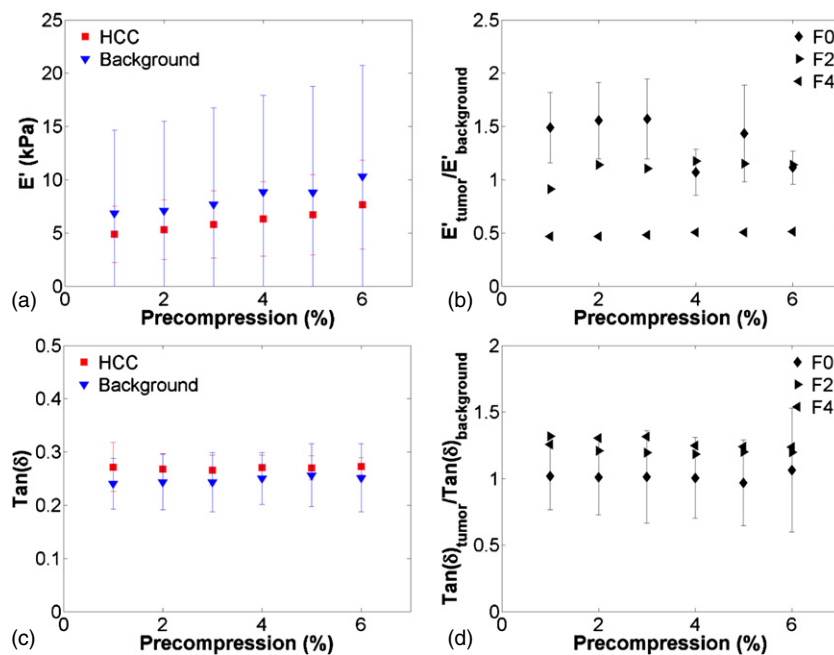 25
20
15
10
5
0
E' (kPa)
HCC
Background
0 2 4 6
Precompression (%)
(a)
2.5
2
1.5
1
0.5
0
E'tumor/E'background
F0
F2
F4
0 2 4 6
Precompression (%)
(b)
0.5
0.4
0.3
0.2
0.1
0
Tan(δ)
HCC
Background
0 2 4 6
Precompression (%)
(c)
2
1.5
1
0.5
0
Tan(δ)tumor/Tan(δ)background
F0
F2
F4
0 2 4 6
Precompression (%)
(d)